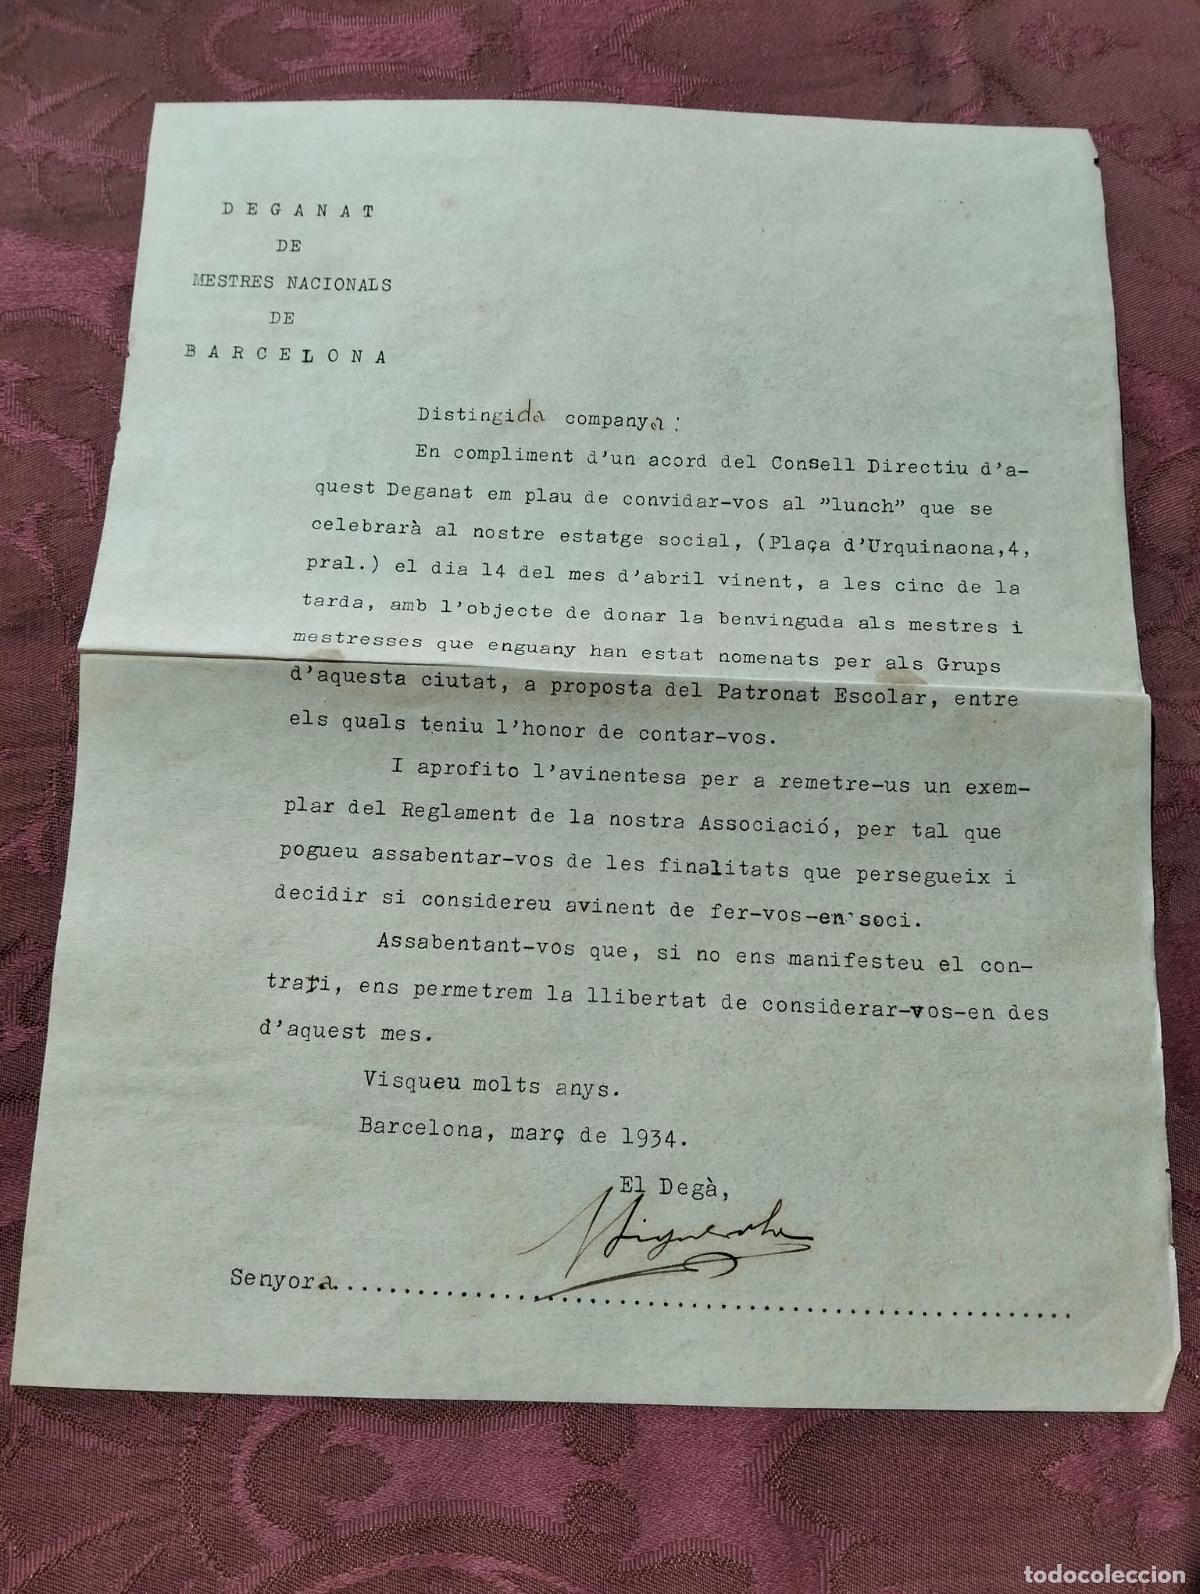 DEGANAT
DE
MESTRES NACIONALS
DE
BARCELONA
Distingida companya:
En compliment d'un acord del Consell Directiu d'a-
quest Deganat em plau de convidar-vos al "lunch" que se
celebrarà al nostre estatge social, (Plaça d'Urquinaona,4,
pral.) el dia 14 del mes d'abril vinent, a les cinc de la
tarda, amb l'objecte de donar la benvinguda als mestres i
mestresses que enguany han estat nomenats per als Grups
d'aquesta ciutat, a proposta del Patronat Escolar, entre
els quals teniu l'honor de contar-vos.
I aprofito l'avinentesa per a remetre-us un exem-
plar del Reglament de la nostra Associació, per tal que
pogueu assabentar-vos de les finalitats que persegueix i
decidir si considereu avinent de fer-vos-en soci.
Assabentant-vos que, si no ens manifesteu el con-
trari, ens permetrem la llibertat de considerar-vos-en des
d'aquest mes.
Visqueu molts anys.
Barcelona, març de 1934.
El Degà,
Senyora..................................................
todocoleccion